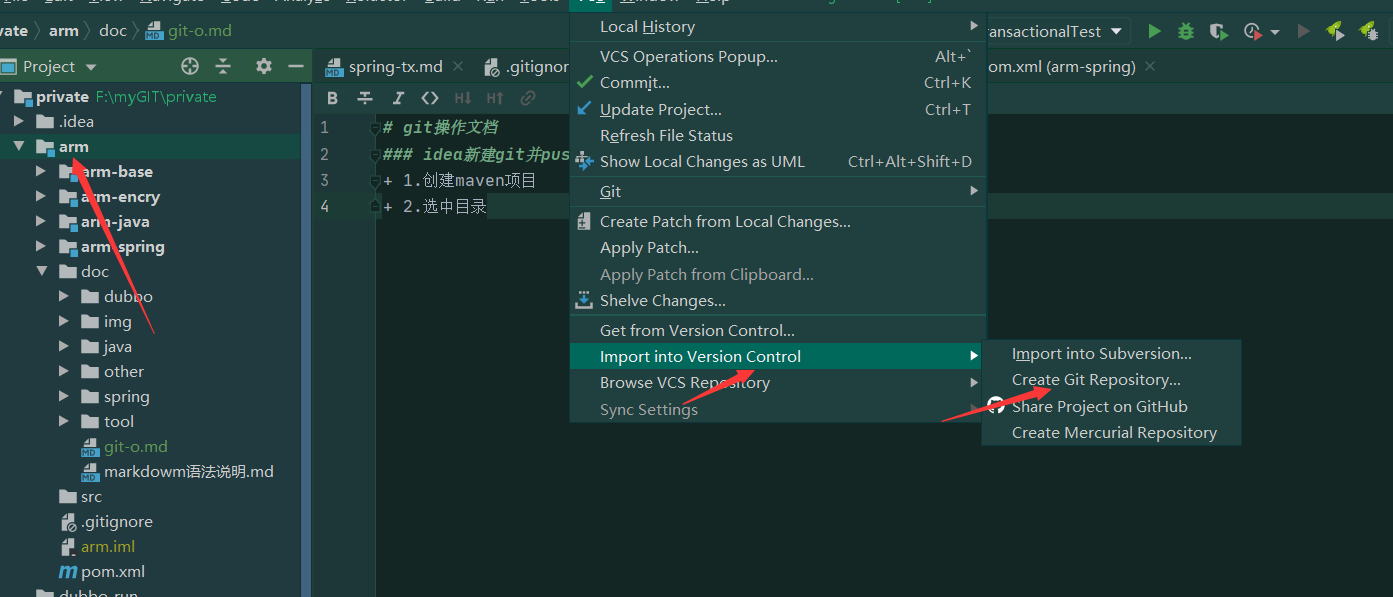 arm doc git-o.md
ransactionalTest
Project
spring-tx.md
.gitignor
om.xml (arm-spring)
private F:\myGIT\private
.idea
arm
arm-base
arm-encry
arm-java
arm-spring
doc
dubbo
img
java
other
spring
tool
git-o.md
markdowm语法说明.md
src
.gitignore
arm.iml
pom.xml
dubbo-run
B I <> H↓ H↑
1 # git操作文档
2 ### idea新建git并pus
3 + 1.创建maven项目
4 + 2.选中目录
Local History
VCS Operations Popup... Alt+`
Commit... Ctrl+K
Update Project... Ctrl+T
Refresh File Status
Show Local Changes as UML Ctrl+Alt+Shift+D
Git
Create Patch from Local Changes...
Apply Patch...
Apply Patch from Clipboard...
Shelve Changes...
Get from Version Control...
Import into Version Control
Browse VCS Repository
Sync Settings
Import into Subversion...
Create Git Repository...
Share Project on GitHub
Create Mercurial Repository